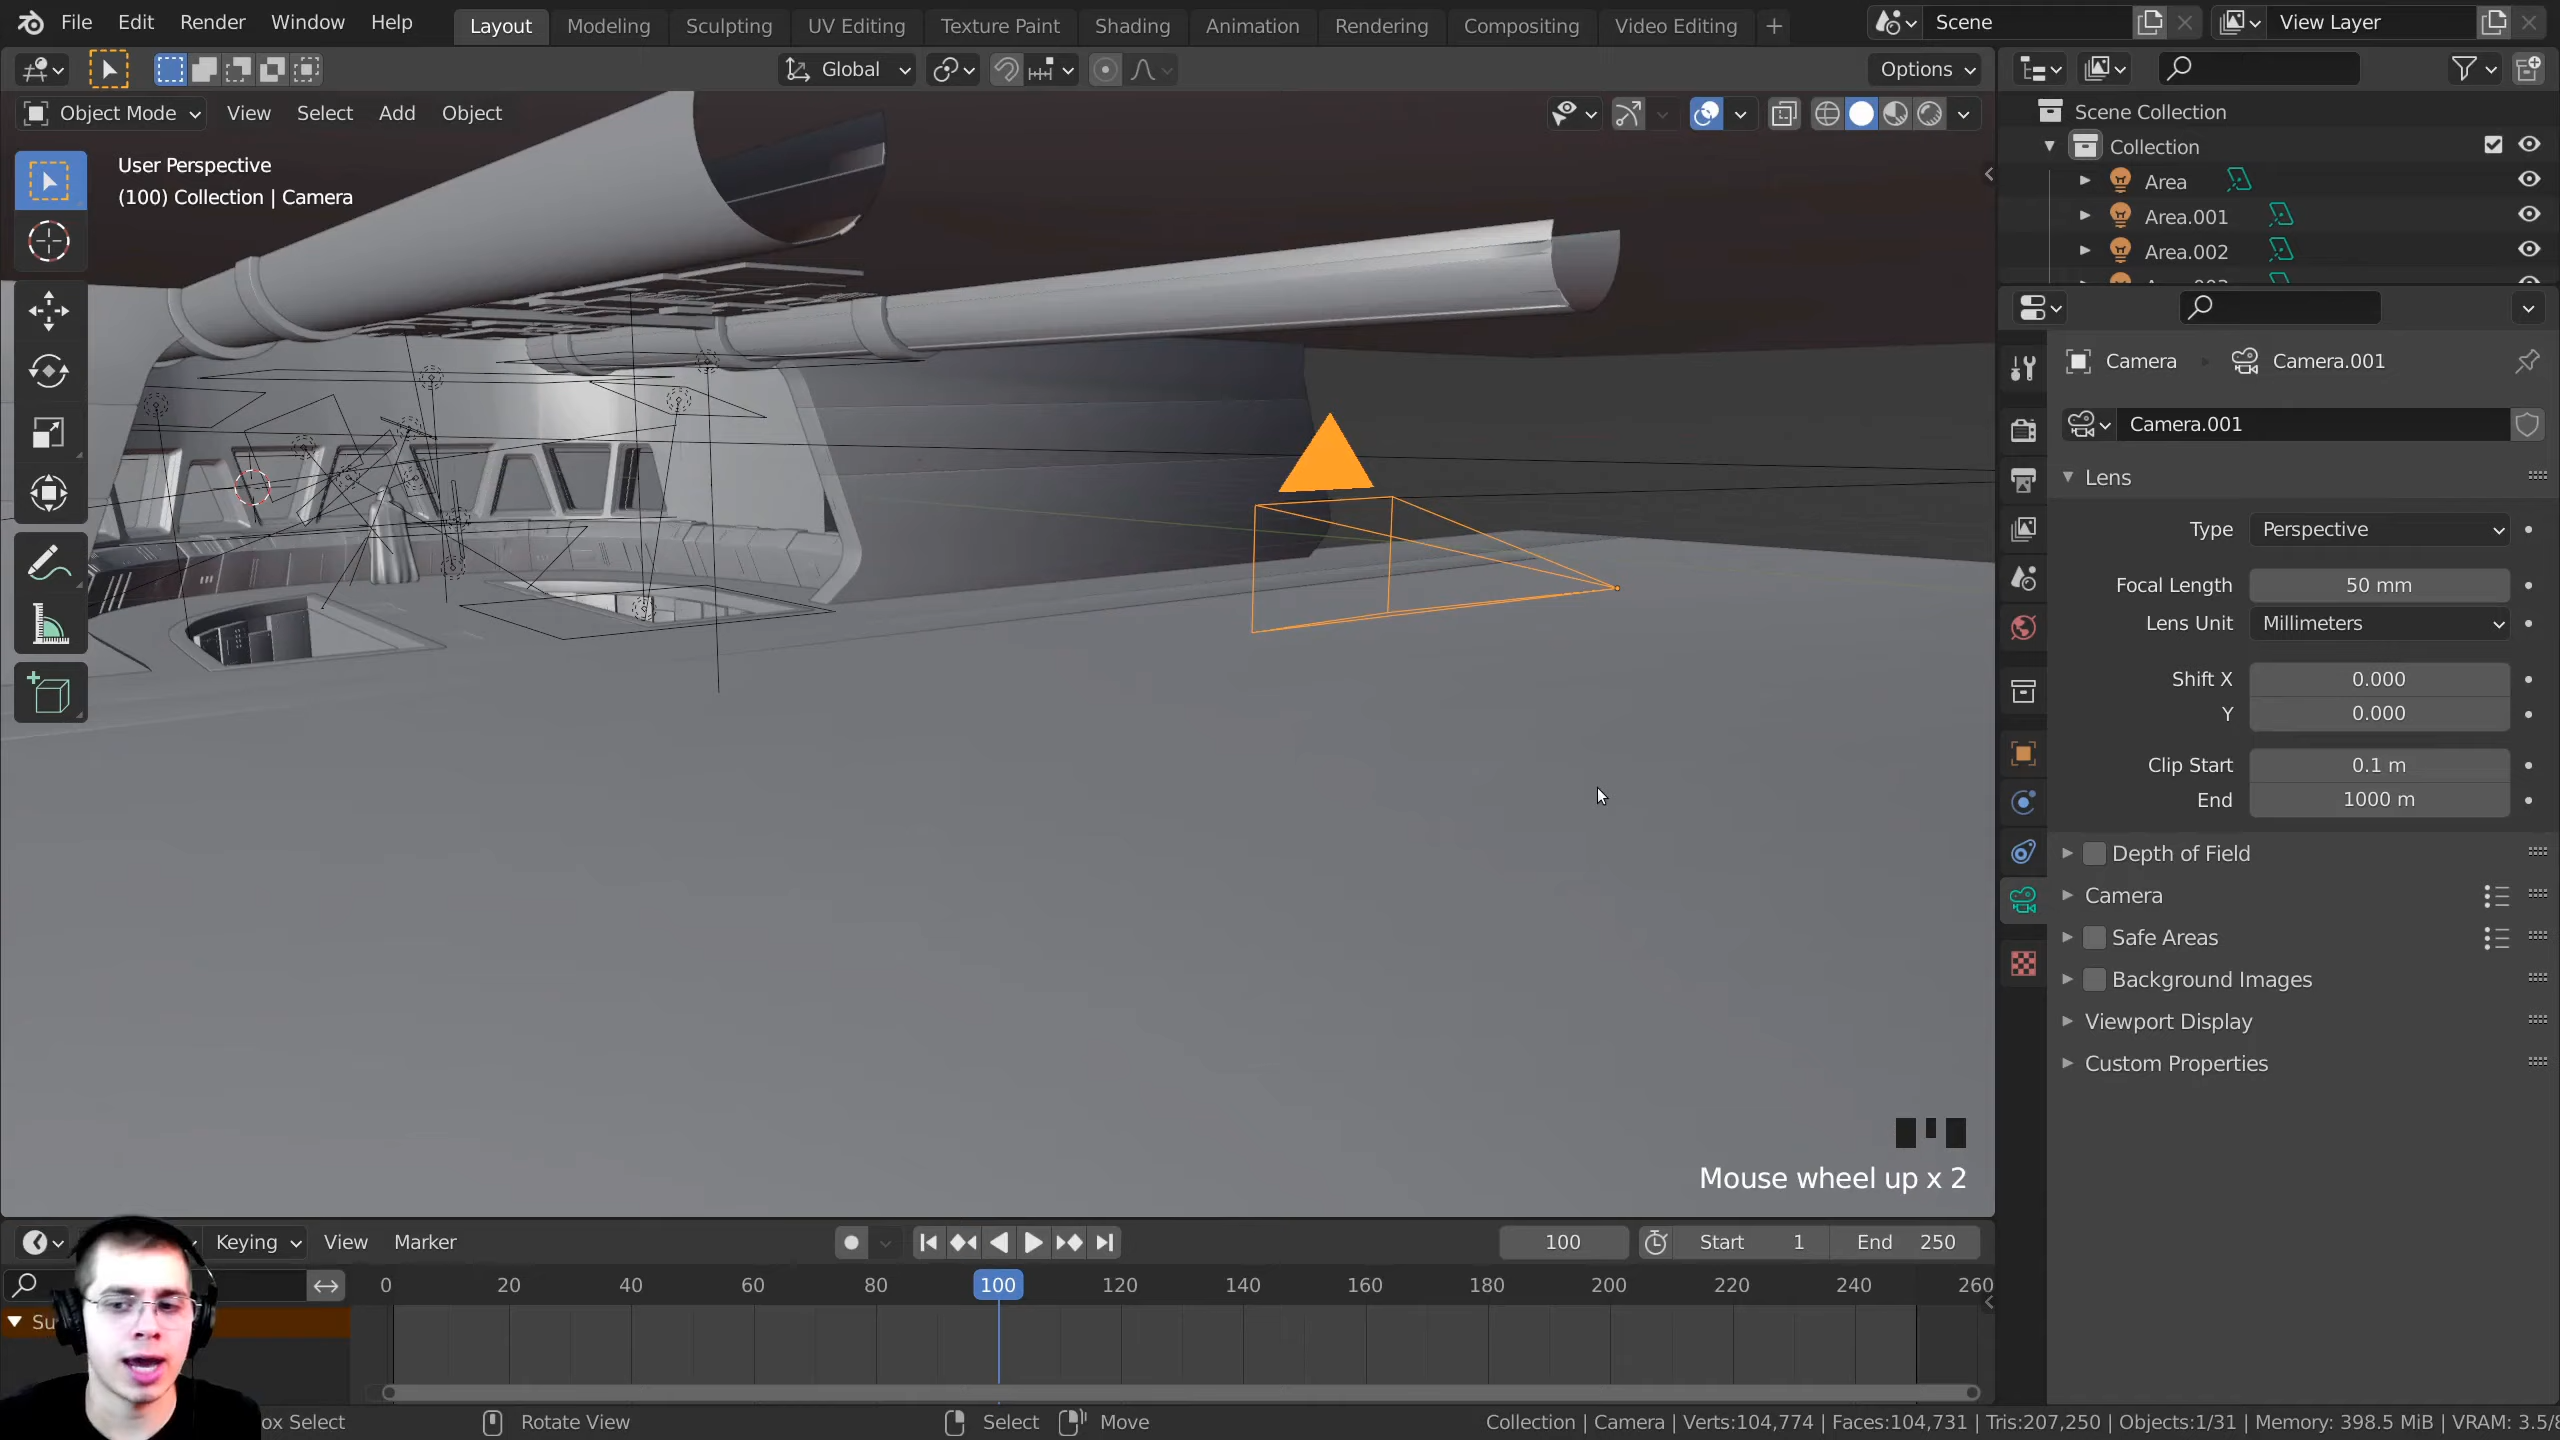 File Edit Render Window Help Layout Modeling Sculpting UV Editing Texture Paint Shading Animation Rendering Compositing Video Editing + Scene View Layer
Global Options
Object Mode View Select Add Object
User Perspective
(100) Collection | Camera
Scene Collection
Collection
Area
Area.001
Area.002
Camera Camera.001
Camera.001
Lens
Type Perspective
Focal Length 50 mm
Lens Unit Millimeters
Shift X 0.000
Y 0.000
Clip Start 0.1 m
End 1000 m
Depth of Field
Camera
Safe Areas
Background Images
Viewport Display
Custom Properties
Mouse wheel up x 2
Keying View Marker 100 Start 1 End 250
0 20 40 60 80 100 120 140 160 180 200 220 240 260
Su
ox Select Rotate View Select Move Collection | Camera | Verts:104,774 | Faces:104,731 | Tris:207,250 | Objects:1/31 | Memory: 398.5 MiB | VRAM: 3.5/8